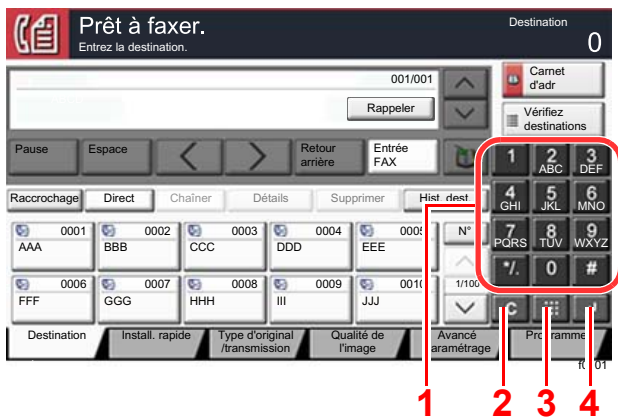 Prêt à faxer.
Entrez la destination.
Destination
0
001/001
Rappeler
Carnet d'adr
Vérifiez destinations
Pause
Espace
Retour arrière
Entrée FAX
1
2 ABC
3 DEF
Raccrochage
Direct
Chaîner
Détails
Supprimer
Hist. dest.
4 GHI
5 JKL
6 MNO
0001
AAA
0002
BBB
0003
CCC
0004
DDD
0005
EEE
N°
7 PQRS
8 TUV
9 WXYZ
*/.
0
#
0006
FFF
0007
GGG
0008
HHH
0009
III
0010
JJJ
1/100
C
Destination
Install. rapide
Type d'original /transmission
Qualité de l'image
Avancé
Programme
1
2
3
4